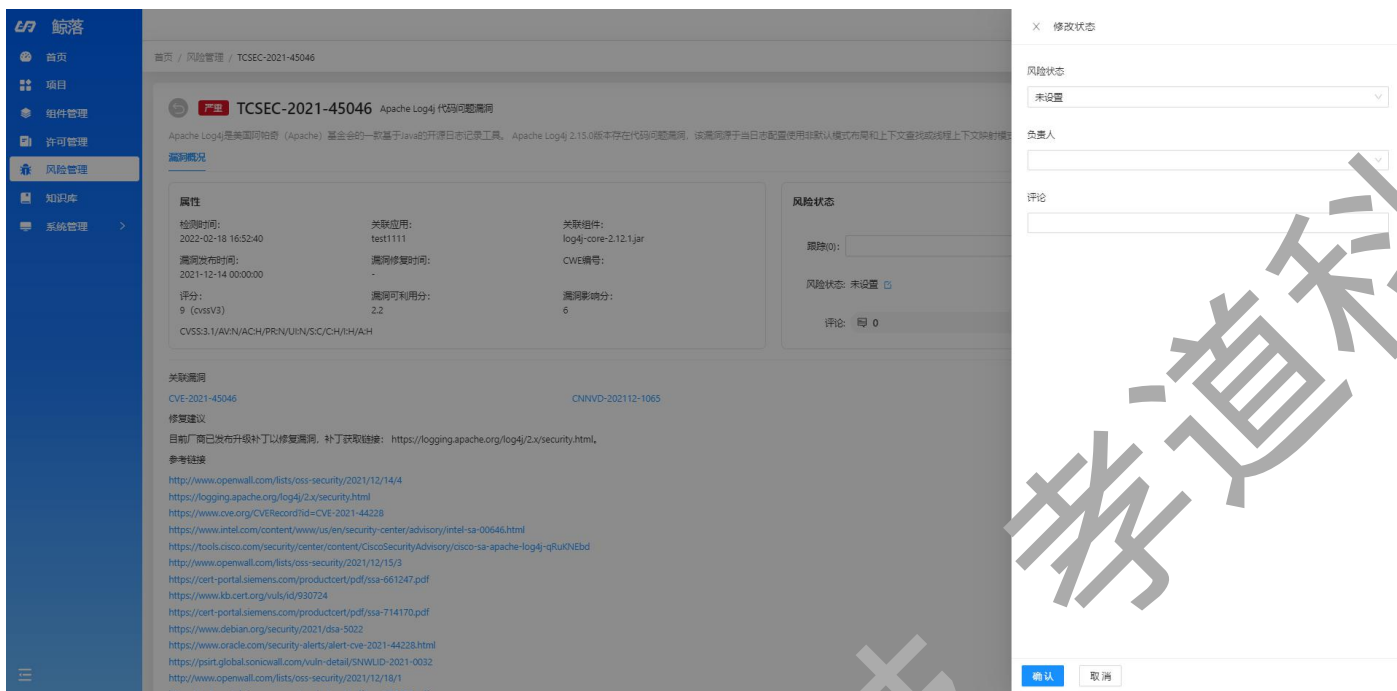 鲸落
首页
项目
组件管理
许可管理
风险管理
知识库
系统管理
首页 / 风险管理 / TCSEC-2021-45046
严重 TCSEC-2021-45046 Apache Log4j 代码问题漏洞
Apache Log4j是美国阿帕奇（Apache）基金会的一款基于Java的开源日志记录工具。 Apache Log4j 2.15.0版本存在代码问题漏洞，该漏洞源于当日志配置使用非默认模式布局和上下文查找或线程上下文映射模式
漏洞概况
属性
检测时间:
2022-02-18 16:52:40
关联应用:
test1111
关联组件:
log4j-core-2.12.1.jar
漏洞发布时间:
2021-12-14 00:00:00
漏洞修复时间:
-
CWE编号:
评分:
9（cvssV3）
漏洞可利用分:
2.2
漏洞影响分:
6
CVSS:3.1/AV:N/AC:H/PR:N/UI:N/S:C/C:H/I:H/A:H
风险状态
跟踪(0):
风险状态: 未设置
评论: 0
关联漏洞
CVE-2021-45046 CNNVD-202112-1065
修复建议
目前厂商已发布升级补丁以修复漏洞，补丁获取链接： https://logging.apache.org/log4j/2.x/security.html。
参考链接
http://www.openwall.com/lists/oss-security/2021/12/14/4
https://logging.apache.org/log4j/2.x/security.html
https://www.cve.org/CVERecord?id=CVE-2021-44228
https://www.intel.com/content/www/us/en/security-center/advisory/intel-sa-00646.html
https://tools.cisco.com/security/center/content/CiscoSecurityAdvisory/cisco-sa-apache-log4j-qRuKNEbd
http://www.openwall.com/lists/oss-security/2021/12/15/3
https://cert-portal.siemens.com/productcert/pdf/ssa-661247.pdf
https://www.kb.cert.org/vuls/id/930724
https://cert-portal.siemens.com/productcert/pdf/ssa-714170.pdf
https://www.debian.org/security/2021/dsa-5022
https://www.oracle.com/security-alerts/alert-cve-2021-44228.html
https://psirt.global.sonicwall.com/vuln-detail/SNWLID-2021-0032
http://www.openwall.com/lists/oss-security/2021/12/18/1
修改状态
风险状态
未设置
负责人
评论
确认 取消
孝道科